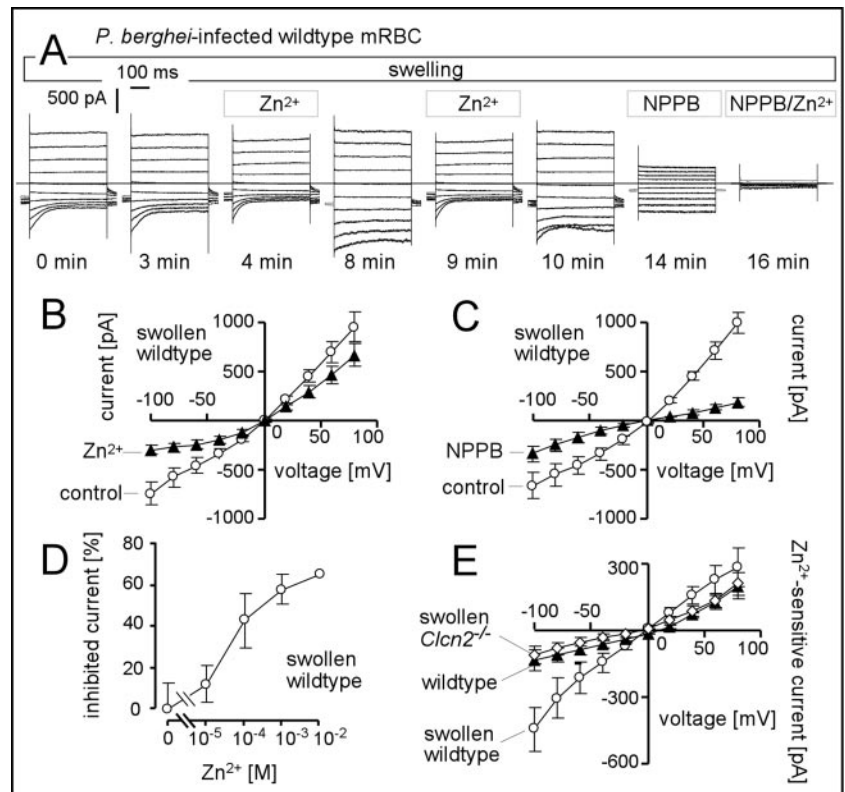 A
P. berghei-infected wildtype mRBC
swelling
100 ms
500 pA
Zn²⁺
Zn²⁺
NPPB
NPPB/Zn²⁺
0 min
3 min
4 min
8 min
9 min
10 min
14 min
16 min
B
swollen
wildtype
current [pA]
1000
500
-100
-50
0
50
100
-500
-1000
voltage [mV]
Zn²⁺
control
C
swollen
wildtype
current [pA]
1000
500
-100
-50
0
50
100
-500
-1000
voltage [mV]
NPPB
control
D
inhibited current [%]
80
60
40
20
0
swollen
wildtype
0
10⁻⁵
10⁻⁴
10⁻³
10⁻²
Zn²⁺ [M]
E
Zn²⁺-sensitive current [pA]
300
-100
-50
0
50
100
-300
-600
voltage [mV]
swollen
Clcn2⁻/⁻
wildtype
swollen
wildtype